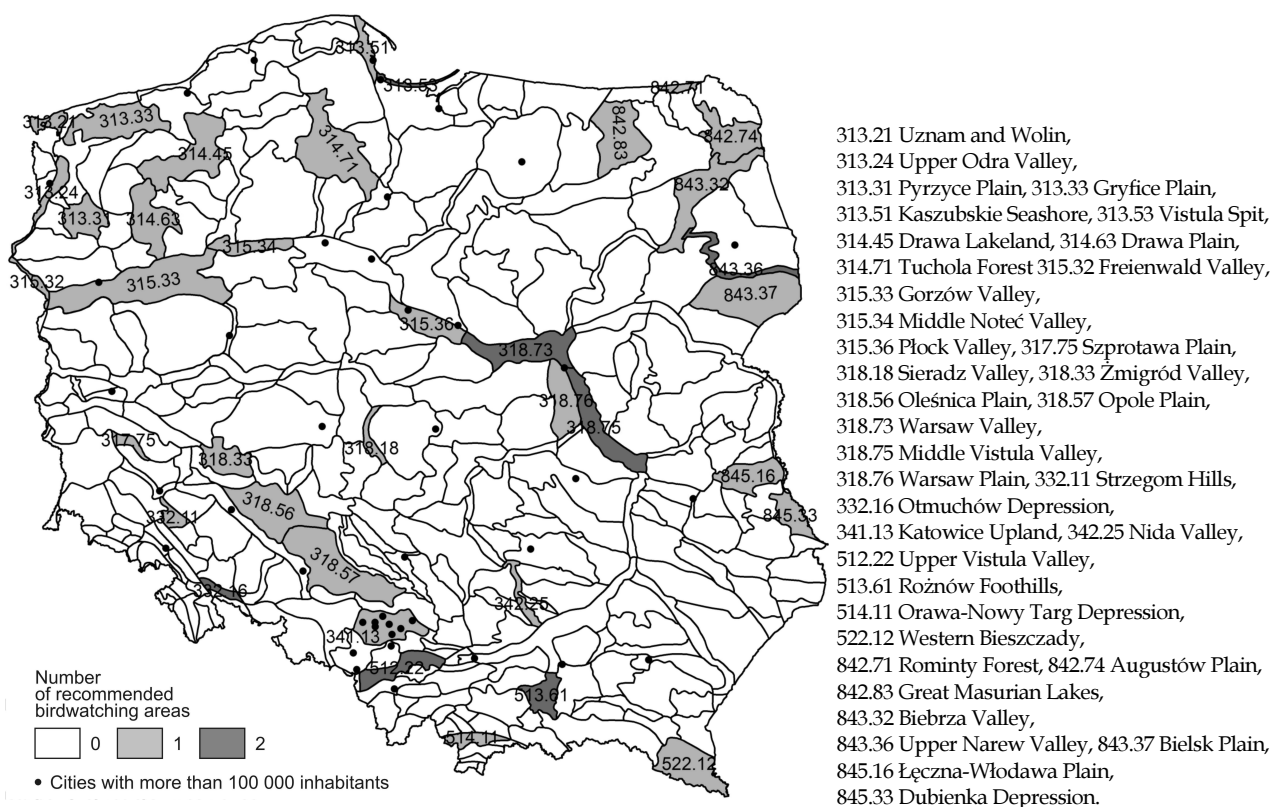 313.51
313.53
842.71
313.21
313.33
842.83
842.74
314.45
314.71
313.24
843.32
313.31
314.63
315.34
843.36
315.32
315.33
843.37
315.36
318.73
318.76
318.75
317.75
318.18
318.33
845.16
318.56
332.11
845.33
318.57
332.16
342.25
341.13
512.22
513.61
514.11
522.12
Number
of recommended
birdwatching areas
0 1 2
• Cities with more than 100 000 inhabitants
313.21 Uznam and Wolin,
313.24 Upper Odra Valley,
313.31 Pyrzyce Plain, 313.33 Gryfice Plain,
313.51 Kaszubskie Seashore, 313.53 Vistula Spit,
314.45 Drawa Lakeland, 314.63 Drawa Plain,
314.71 Tuchola Forest 315.32 Freienwald Valley,
315.33 Gorzów Valley,
315.34 Middle Noteć Valley,
315.36 Płock Valley, 317.75 Szprotawa Plain,
318.18 Sieradz Valley, 318.33 Żmigród Valley,
318.56 Oleśnica Plain, 318.57 Opole Plain,
318.73 Warsaw Valley,
318.75 Middle Vistula Valley,
318.76 Warsaw Plain, 332.11 Strzegom Hills,
332.16 Otmuchów Depression,
341.13 Katowice Upland, 342.25 Nida Valley,
512.22 Upper Vistula Valley,
513.61 Rożnów Foothills,
514.11 Orawa-Nowy Targ Depression,
522.12 Western Bieszczady,
842.71 Rominty Forest, 842.74 Augustów Plain,
842.83 Great Masurian Lakes,
843.32 Biebrza Valley,
843.36 Upper Narew Valley, 843.37 Bielsk Plain,
845.16 Łęczna-Włodawa Plain,
845.33 Dubienka Depression.